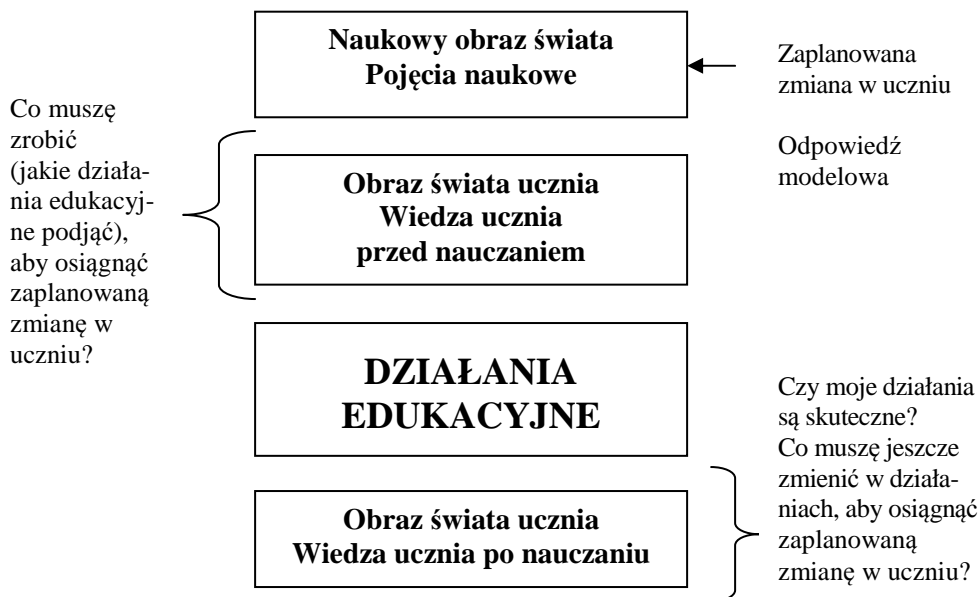 Naukowy obraz świata
Pojęcia naukowe
Zaplanowana
zmiana w uczniu
Odpowiedź
modelowa
Co muszę
zrobić
(jakie działa-
nia edukacyj-
ne podjąć),
aby osiągnąć
zaplanowaną
zmianę w
uczniu?
Obraz świata ucznia
Wiedza ucznia
przed nauczaniem
DZIAŁANIA
EDUKACYJNE
Czy moje działania
są skuteczne?
Co muszę jeszcze
zmienić w działa-
niach, aby osiągnąć
zaplanowaną
zmianę w uczniu?
Obraz świata ucznia
Wiedza ucznia po nauczaniu